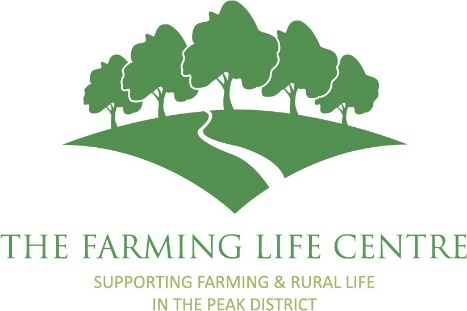 THE FARMING LIFE CENTRE
SUPPORTING FARMING & RURAL LIFE
IN THE PEAK DISTRICT